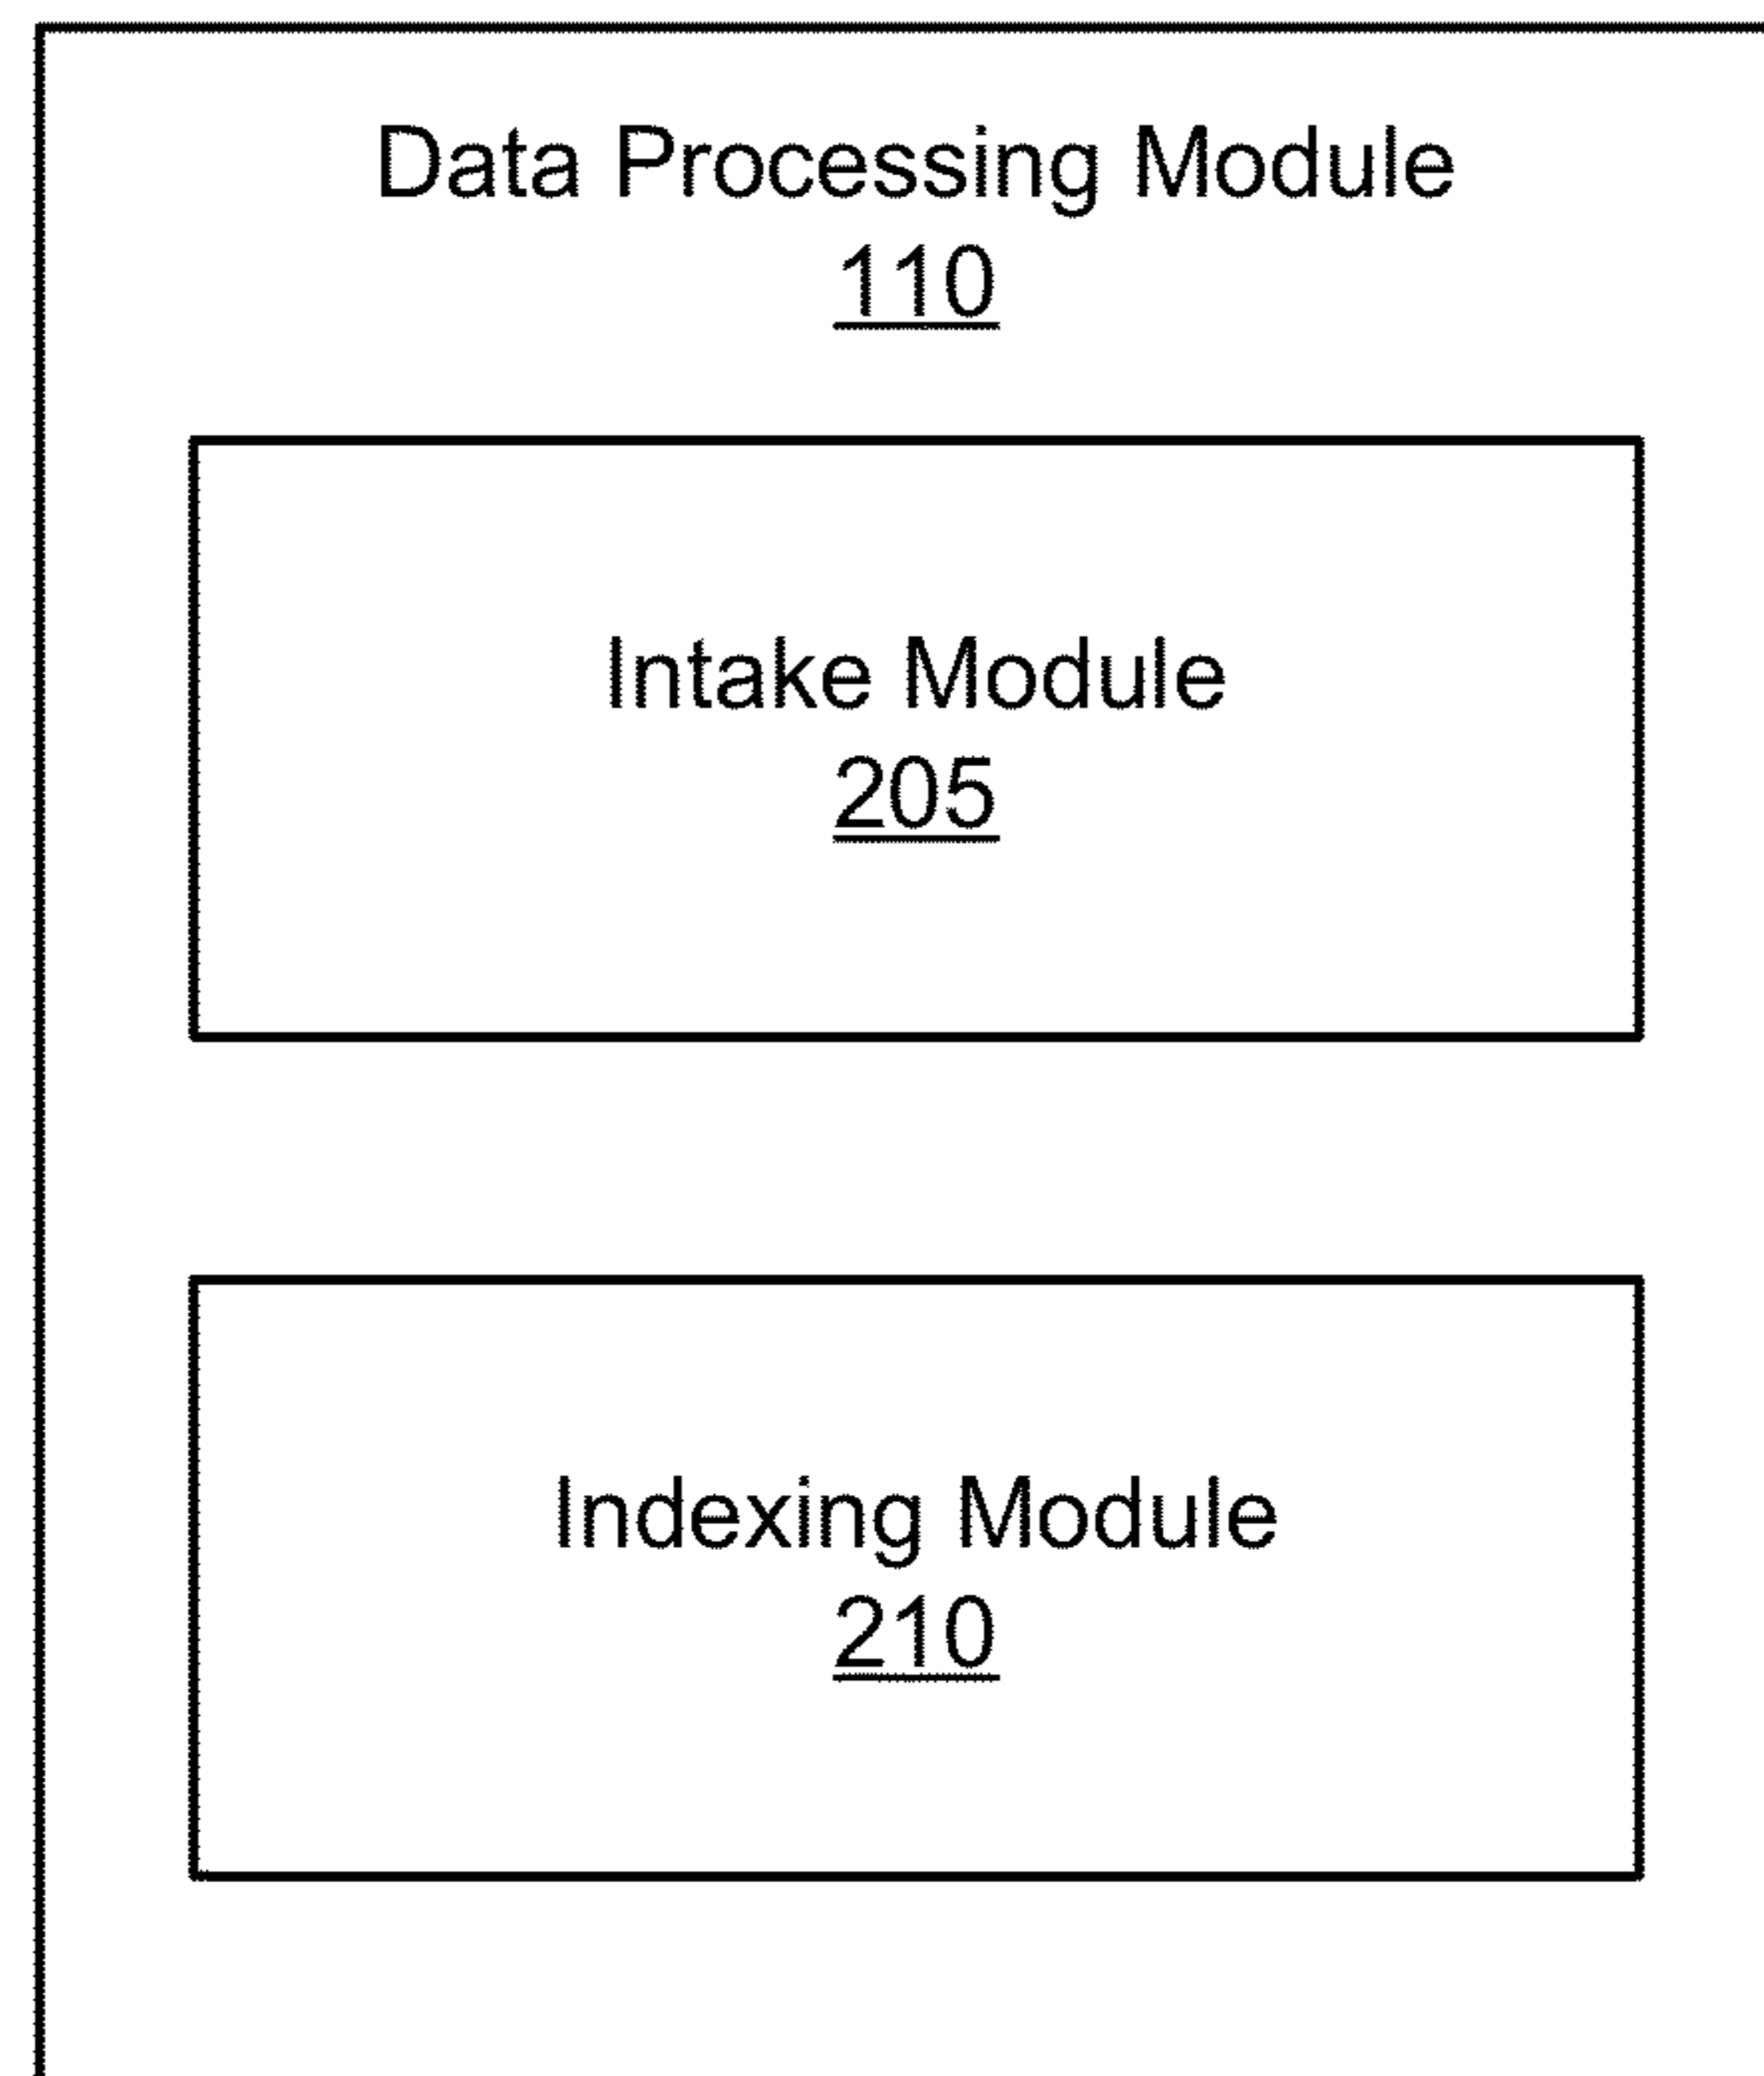 Data Processing Module
110
Intake Module
205
Indexing Module
210